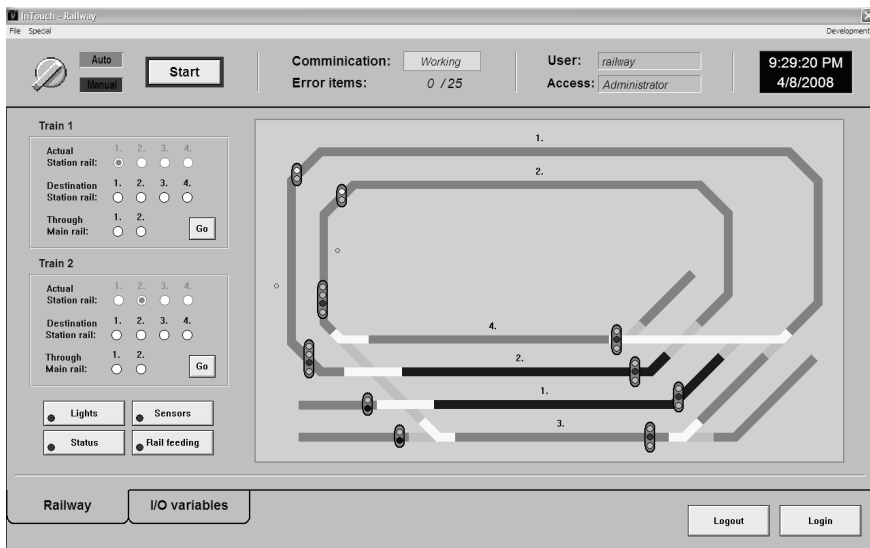 InTouch - Railway
File Special Development
Auto
Manual
Start
Comminication: Working
Error items: 0 / 25
User: railway
Access: Administrator
9:29:20 PM
4/8/2008
Train 1
Actual 1. 2. 3. 4.
Station rail:
Destination 1. 2. 3. 4.
Station rail:
Through 1. 2.
Main rail:
Go
Train 2
Actual 1. 2. 3. 4.
Station rail:
Destination 1. 2. 3. 4.
Station rail:
Through 1. 2.
Main rail:
Go
Lights Sensors
Status Rail feeding
1.
2.
4.
2.
1.
3.
Railway I/O variables
Logout Login